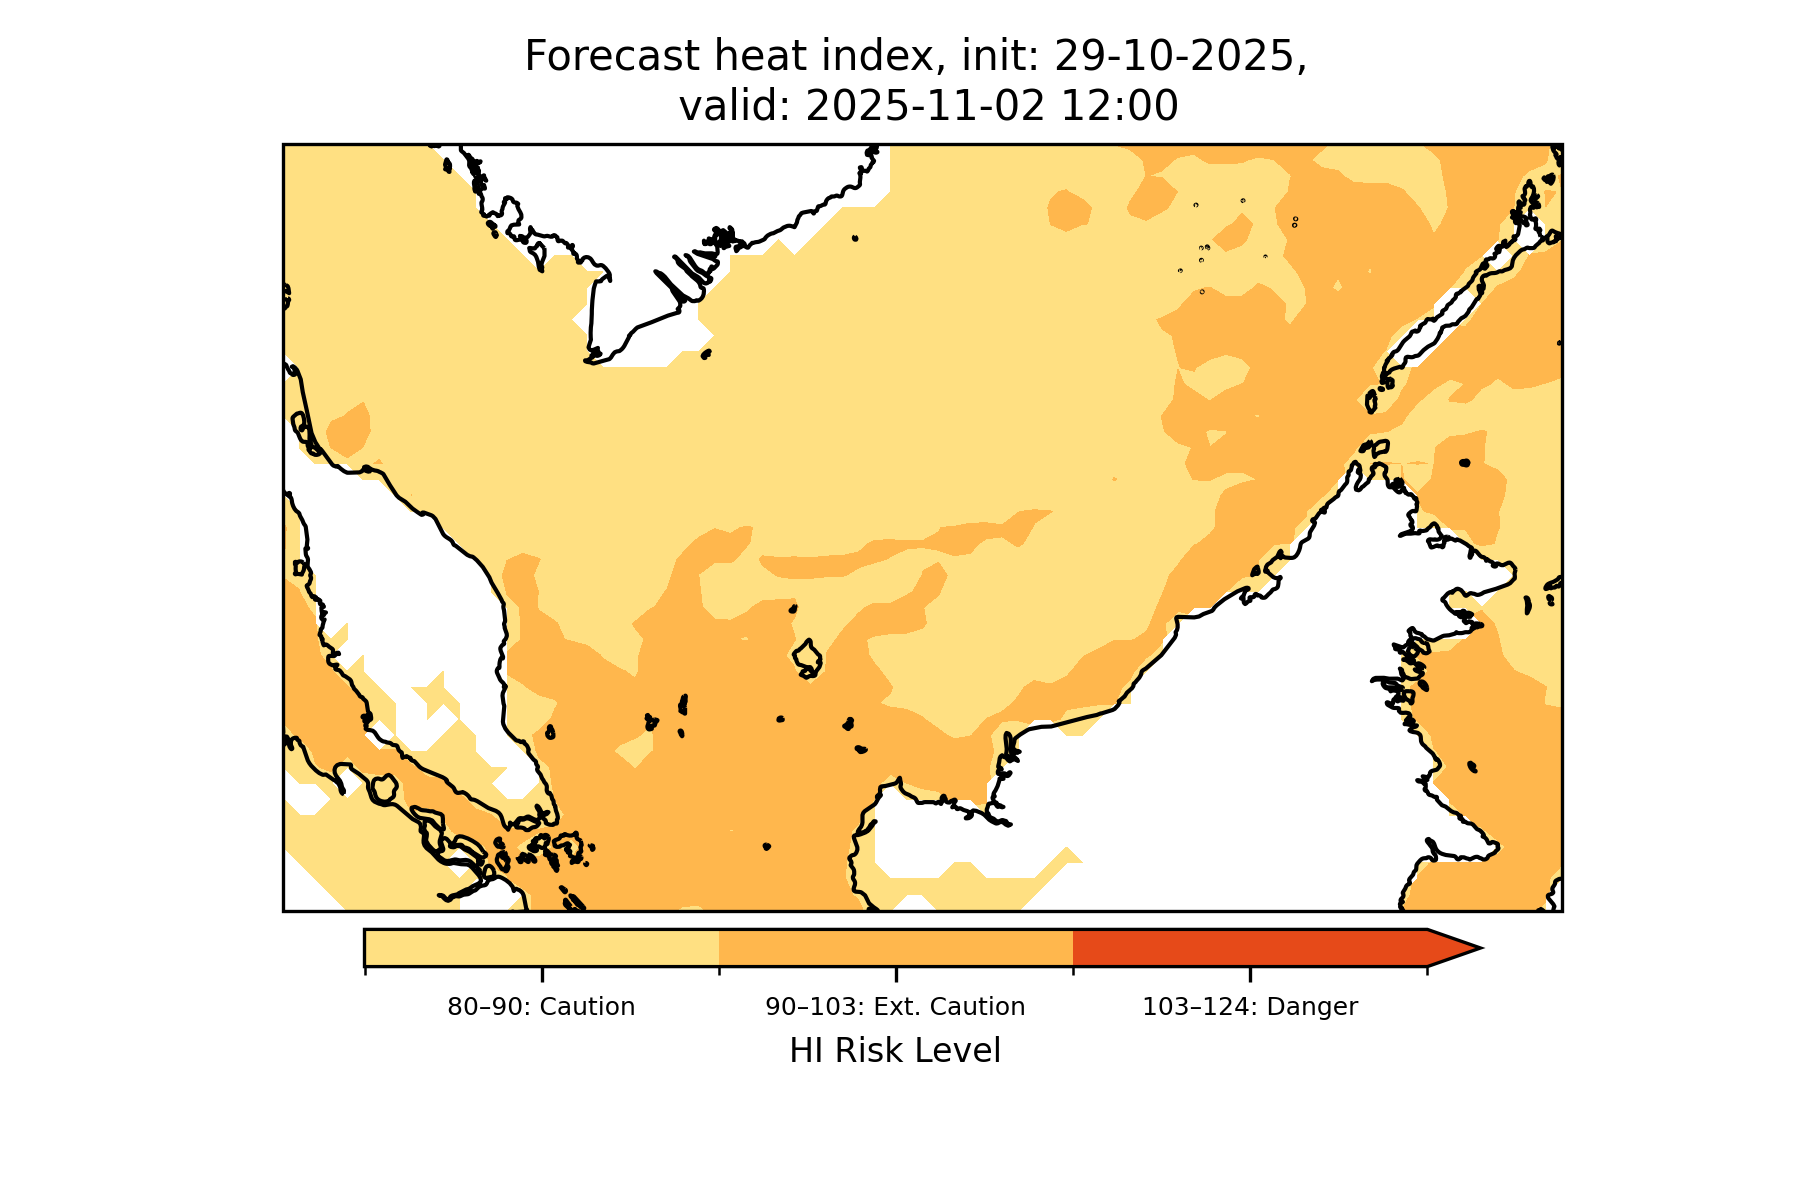 Forecast heat index, init: 29-10-2025,
valid: 2025-11-02 12:00
80–90: Caution
90–103: Ext. Caution
103–124: Danger
HI Risk Level